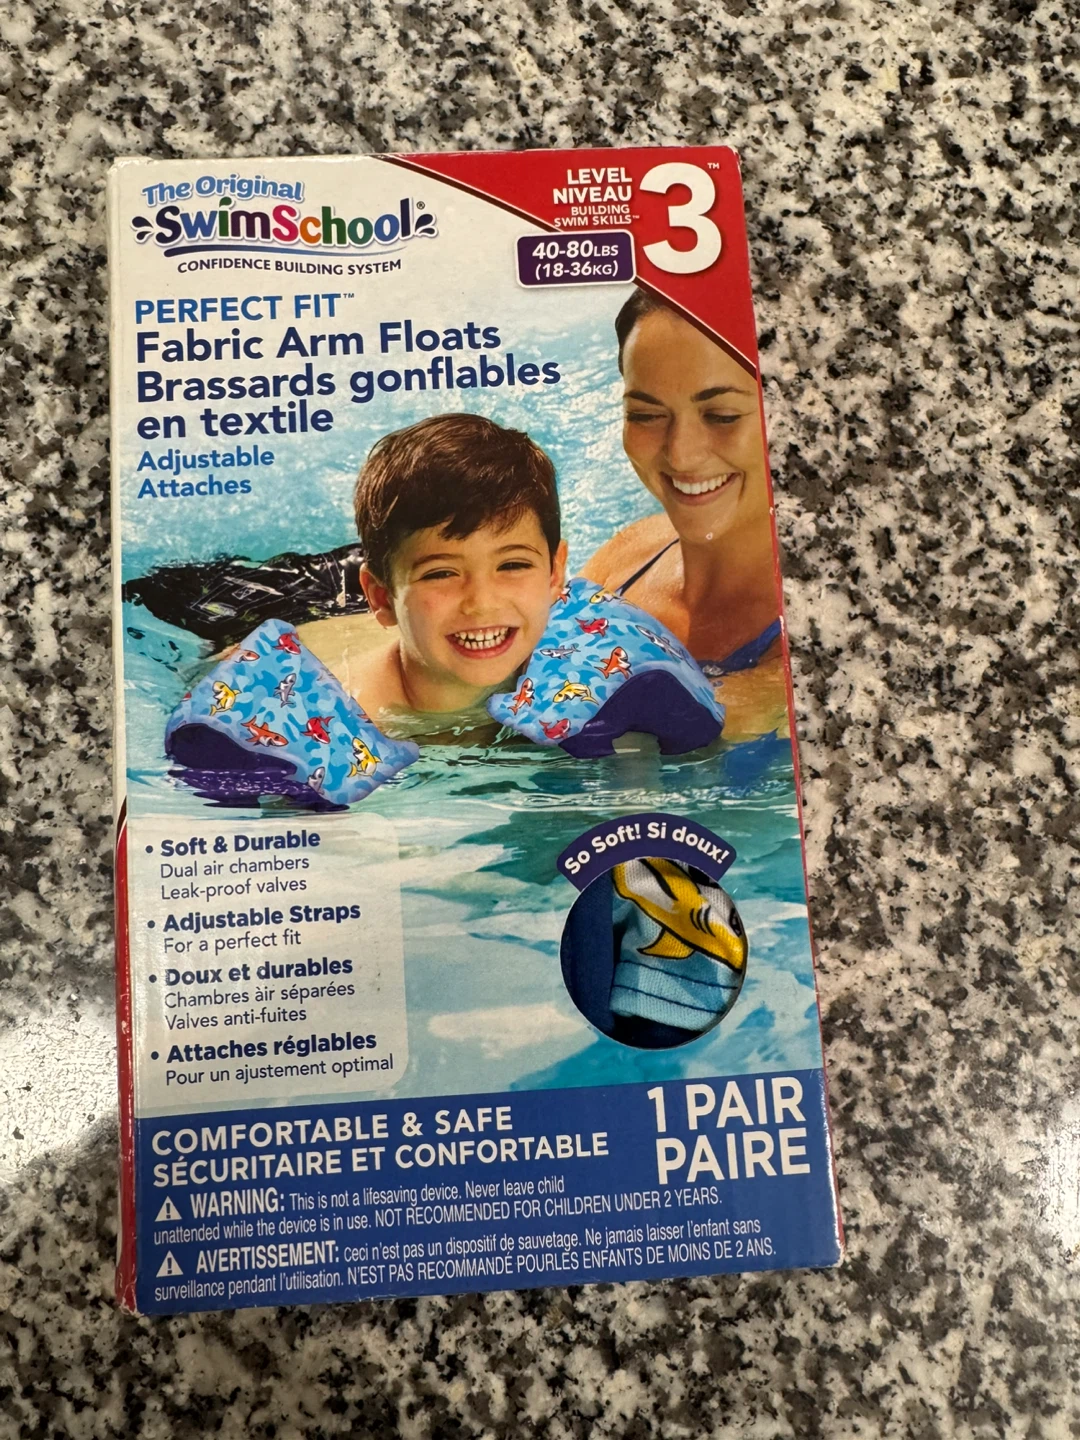 The Original
SwimSchool®
CONFIDENCE BUILDING SYSTEM
LEVEL
NIVEAU
BUILDING
SWIM SKILLS™
3™
40-80LBS
(18-36KG)
PERFECT FIT™
Fabric Arm Floats
Brassards gonflables
en textile
Adjustable
Attaches
• Soft & Durable
Dual air chambers
Leak-proof valves
• Adjustable Straps
For a perfect fit
• Doux et durables
Chambres àir séparées
Valves anti-fuites
• Attaches réglables
Pour un ajustement optimal
So Soft! Si doux!
COMFORTABLE & SAFE
SÉCURITAIRE ET CONFORTABLE
1 PAIR
PAIRE
⚠ WARNING: This is not a lifesaving device. Never leave child
unattended while the device is in use. NOT RECOMMENDED FOR CHILDREN UNDER 2 YEARS.
⚠ AVERTISSEMENT: Ceci n'est pas un dispositif de sauvetage. Ne jamais laisser l'enfant sans
surveillance pendant l'utilisation. N'EST PAS RECOMMANDÉ POURLES ENFANTS DE MOINS DE 2 ANS.